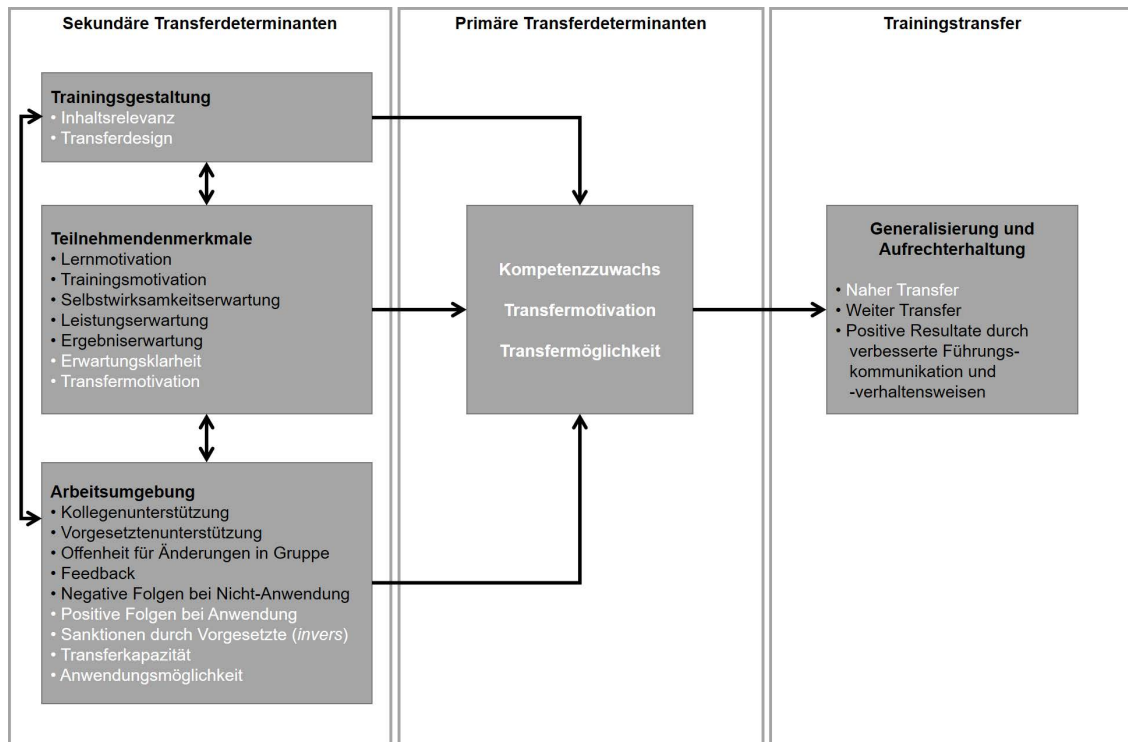 Sekundäre Transferdeterminanten
Trainingsgestaltung
• Inhaltsrelevanz
• Transferdesign
Teilnehmendenmerkmale
• Lernmotivation
• Trainingsmotivation
• Selbstwirksamkeitserwartung
• Leistungserwartung
• Ergebniserwartung
• Erwartungsklarheit
• Transfermotivation
Arbeitsumgebung
• Kollegenunterstützung
• Vorgesetztenunterstützung
• Offenheit für Änderungen in Gruppe
• Feedback
• Negative Folgen bei Nicht-Anwendung
• Positive Folgen bei Anwendung
• Sanktionen durch Vorgesetzte (invers)
• Transferkapazität
• Anwendungsmöglichkeit
Primäre Transferdeterminanten
Kompetenzzuwachs
Transfermotivation
Transfermöglichkeit
Trainingstransfer
Generalisierung und
Aufrechterhaltung
• Naher Transfer
• Weiter Transfer
• Positive Resultate durch
verbesserte Führungs-
kommunikation und
-verhaltensweisen